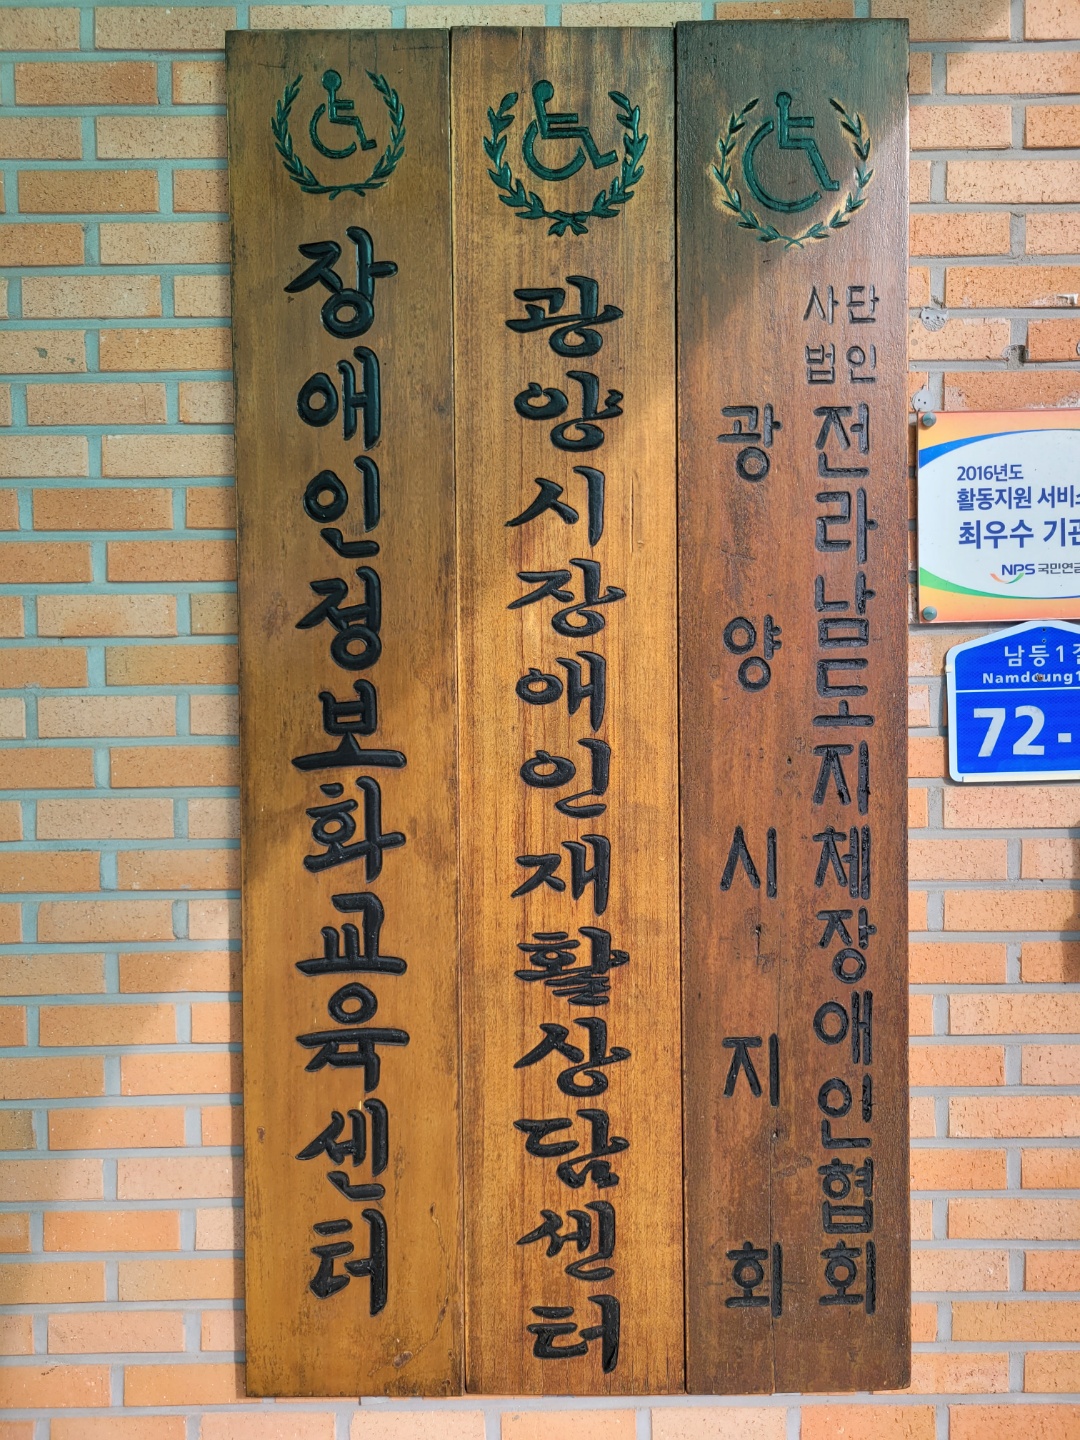 장애인정보화교육센터
광양시장애인재활상담센터
사단
법인
전라남도지체장애인협회
광양시지회
2016년도
활동지원 서비
최우수 기관
NPS 국민연금
남등1길
Namdeung1
72-